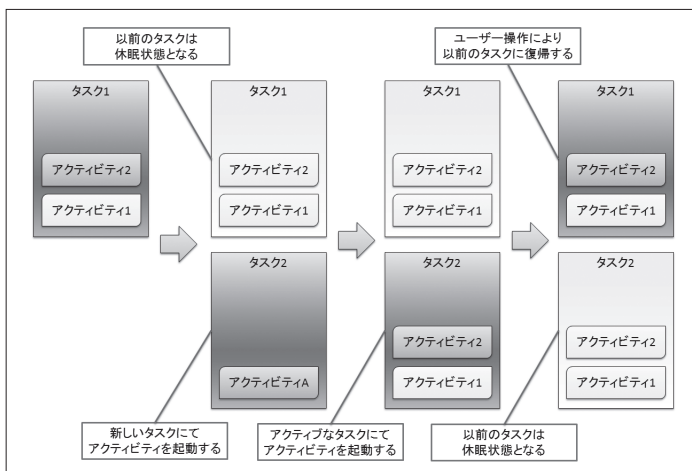 以前のタスクは
休眠状態となる
ユーザー操作により
以前のタスクに復帰する
タスク1
アクティビティ2
アクティビティ1
タスク1
アクティビティ2
アクティビティ1
タスク1
アクティビティ2
アクティビティ1
タスク1
アクティビティ2
アクティビティ1
タスク2
アクティビティA
タスク2
アクティビティ2
アクティビティ1
タスク2
アクティビティ2
アクティビティ1
新しいタスクにて
アクティビティを起動する
アクティブなタスクにて
アクティビティを起動する
以前のタスクは
休眠状態となる